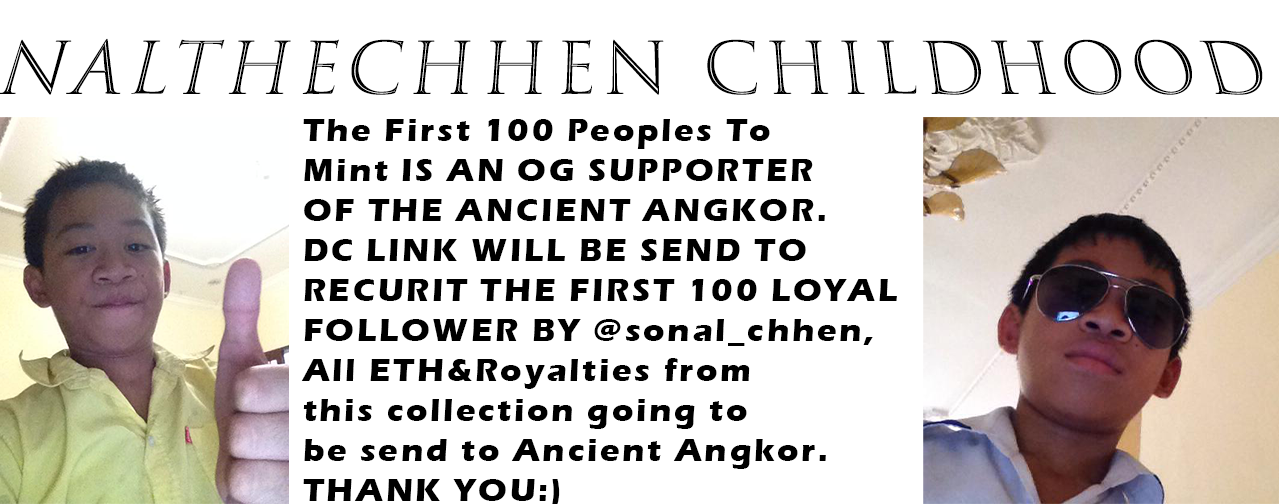 NALTHECHHEN CHILDHOOD
The First 100 Peoples To
Mint IS AN OG SUPPORTER
OF THE ANCIENT ANGKOR.
DC LINK WILL BE SEND TO
RECURIT THE FIRST 100 LOYAL
FOLLOWER BY @sonal_chhen,
All ETH&Royalties from
this collection going to
be send to Ancient Angkor.
THANK YOU:)